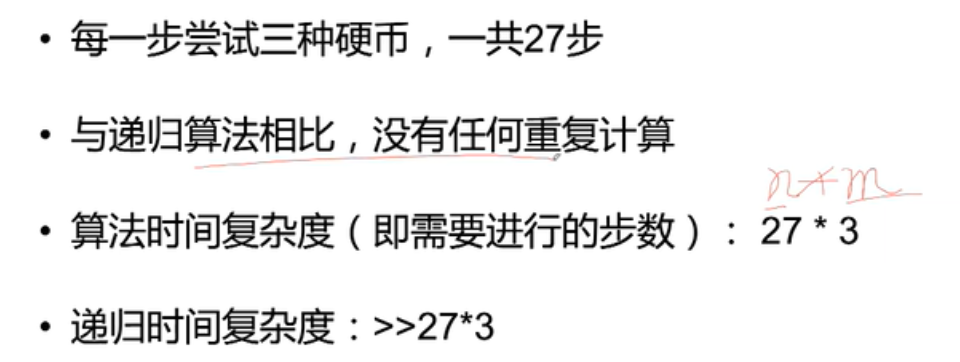 • 每一步尝试三种硬币，一共27步
• 与递归算法相比，没有任何重复计算
n*m
• 算法时间复杂度（即需要进行的步数）：27 * 3
• 递归时间复杂度：>>27*3